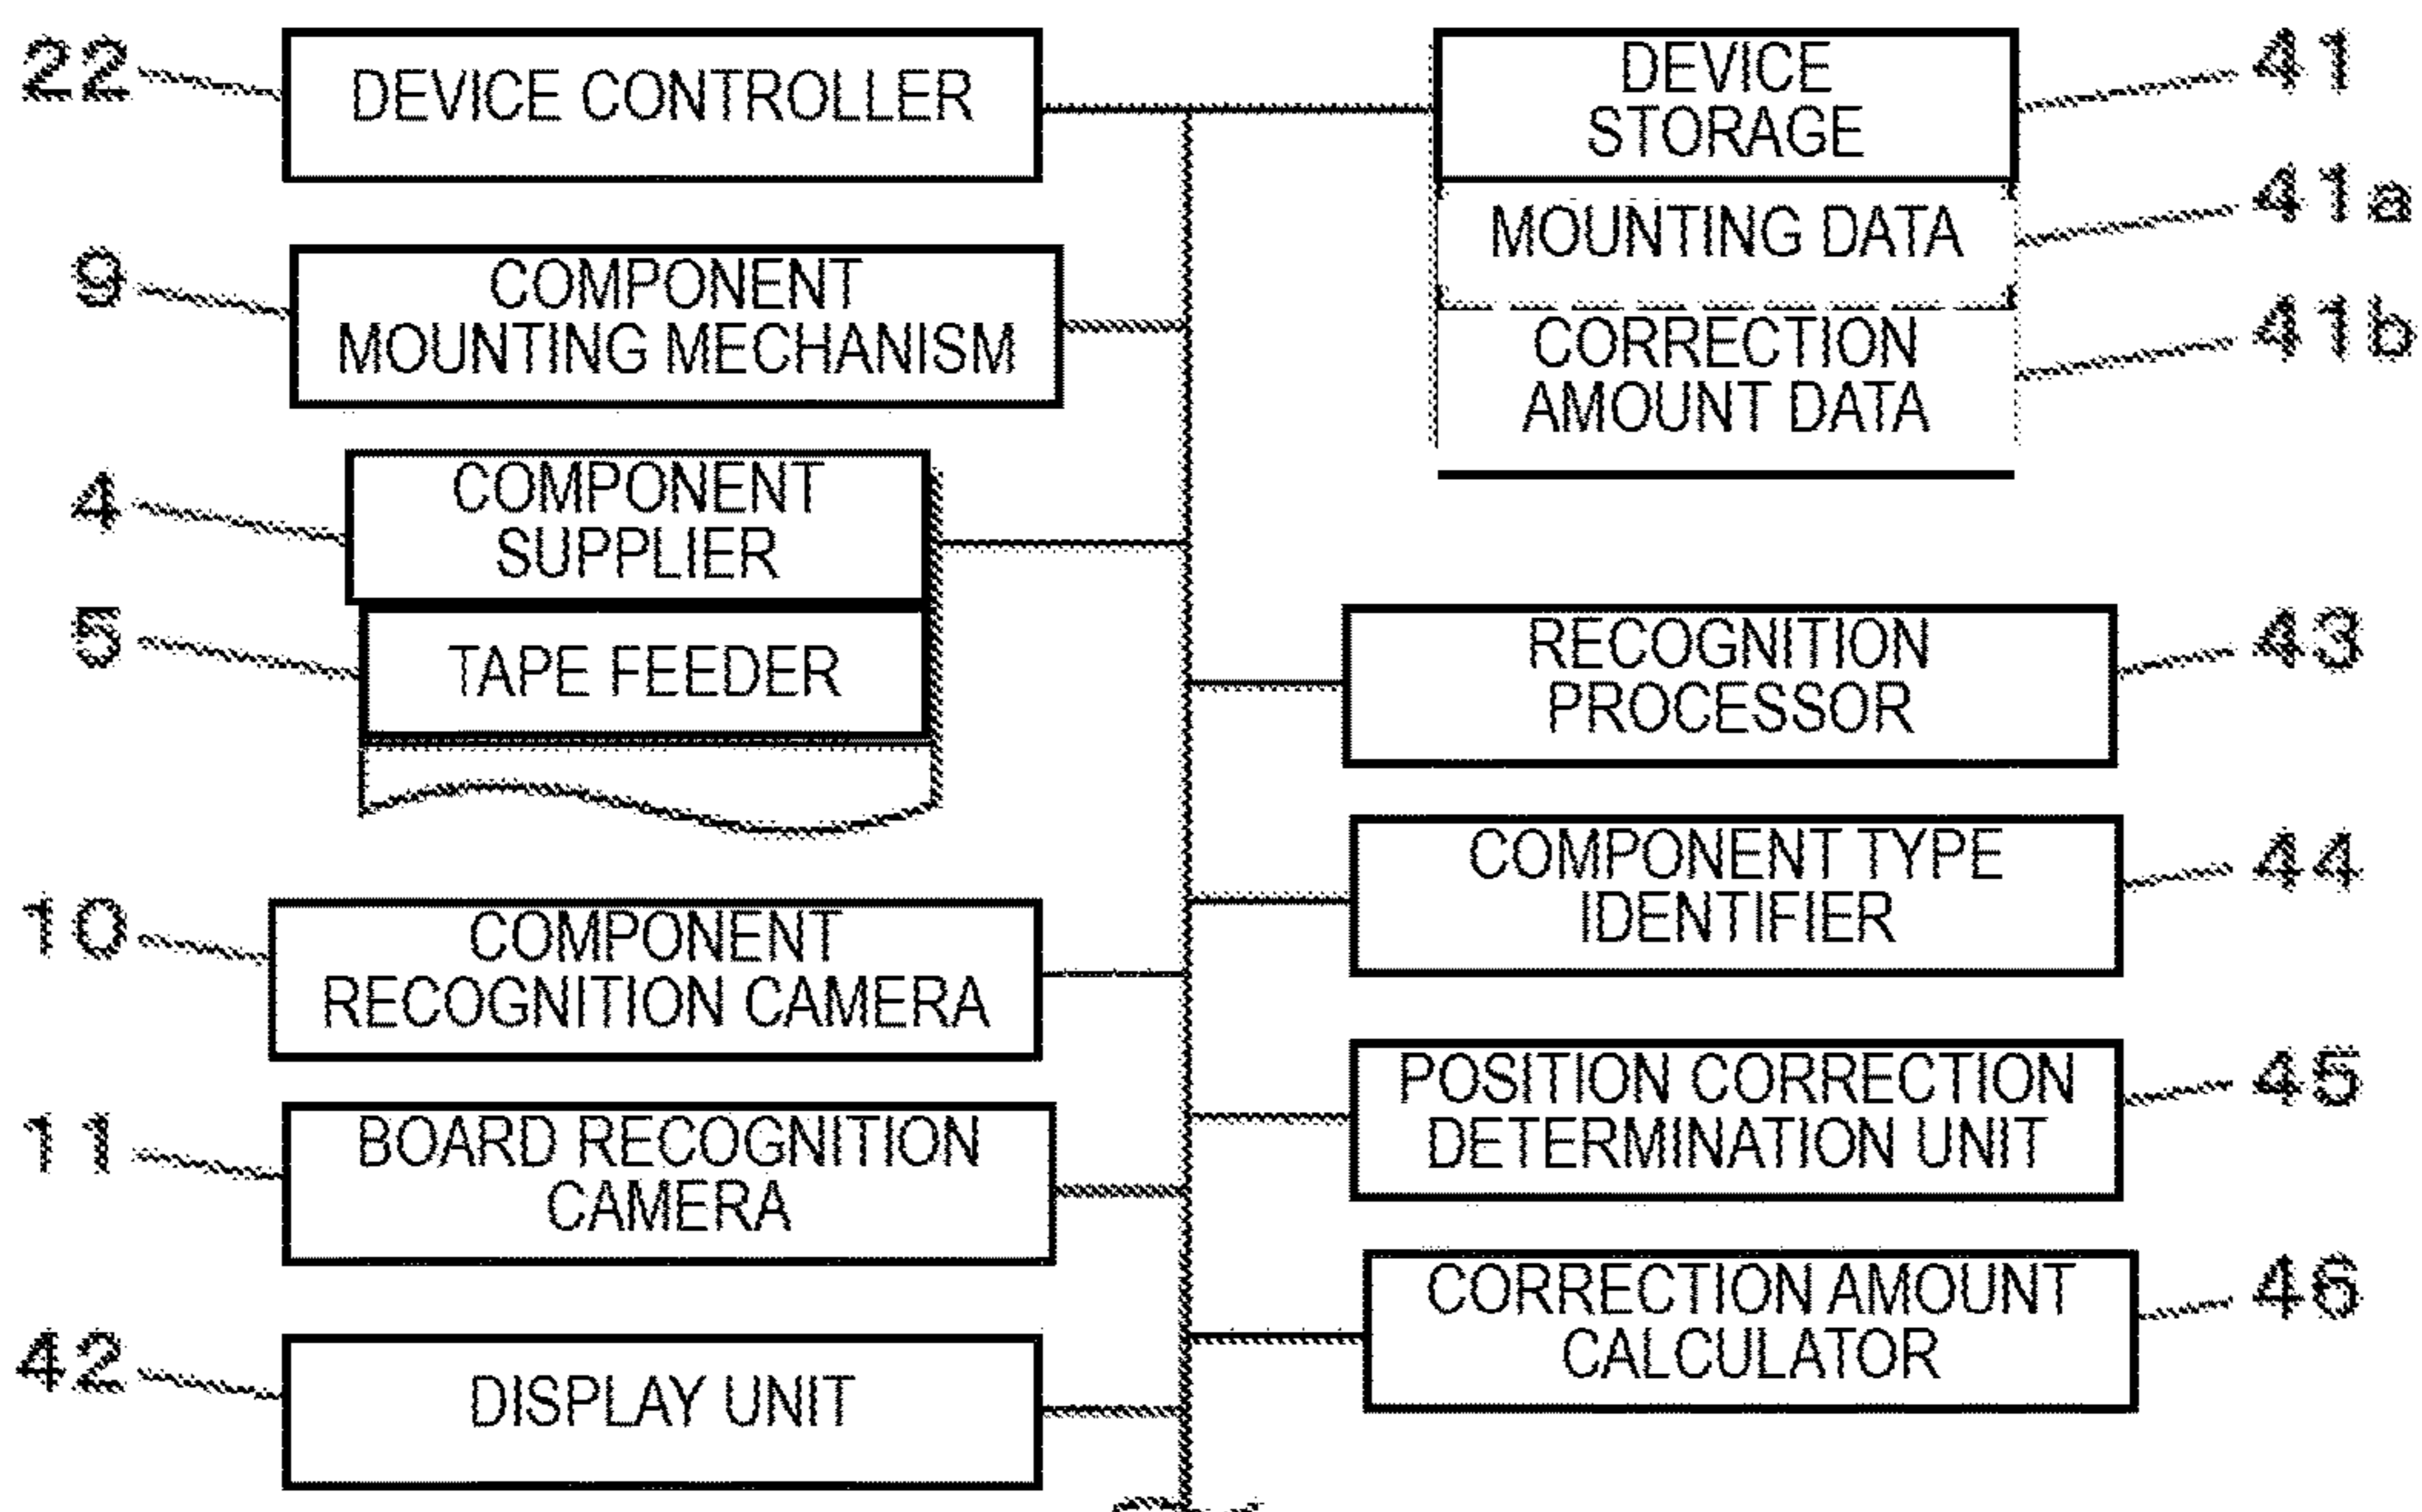 22
DEVICE CONTROLLER
9
COMPONENT
MOUNTING MECHANISM
4
COMPONENT
SUPPLIER
5
TAPE FEEDER
10
COMPONENT
RECOGNITION CAMERA
11
BOARD RECOGNITION
CAMERA
42
DISPLAY UNIT
DEVICE
STORAGE
41
MOUNTING DATA
41a
CORRECTION
AMOUNT DATA
41b
RECOGNITION
PROCESSOR
43
COMPONENT TYPE
IDENTIFIER
44
POSITION CORRECTION
DETERMINATION UNIT
45
CORRECTION AMOUNT
CALCULATOR
46